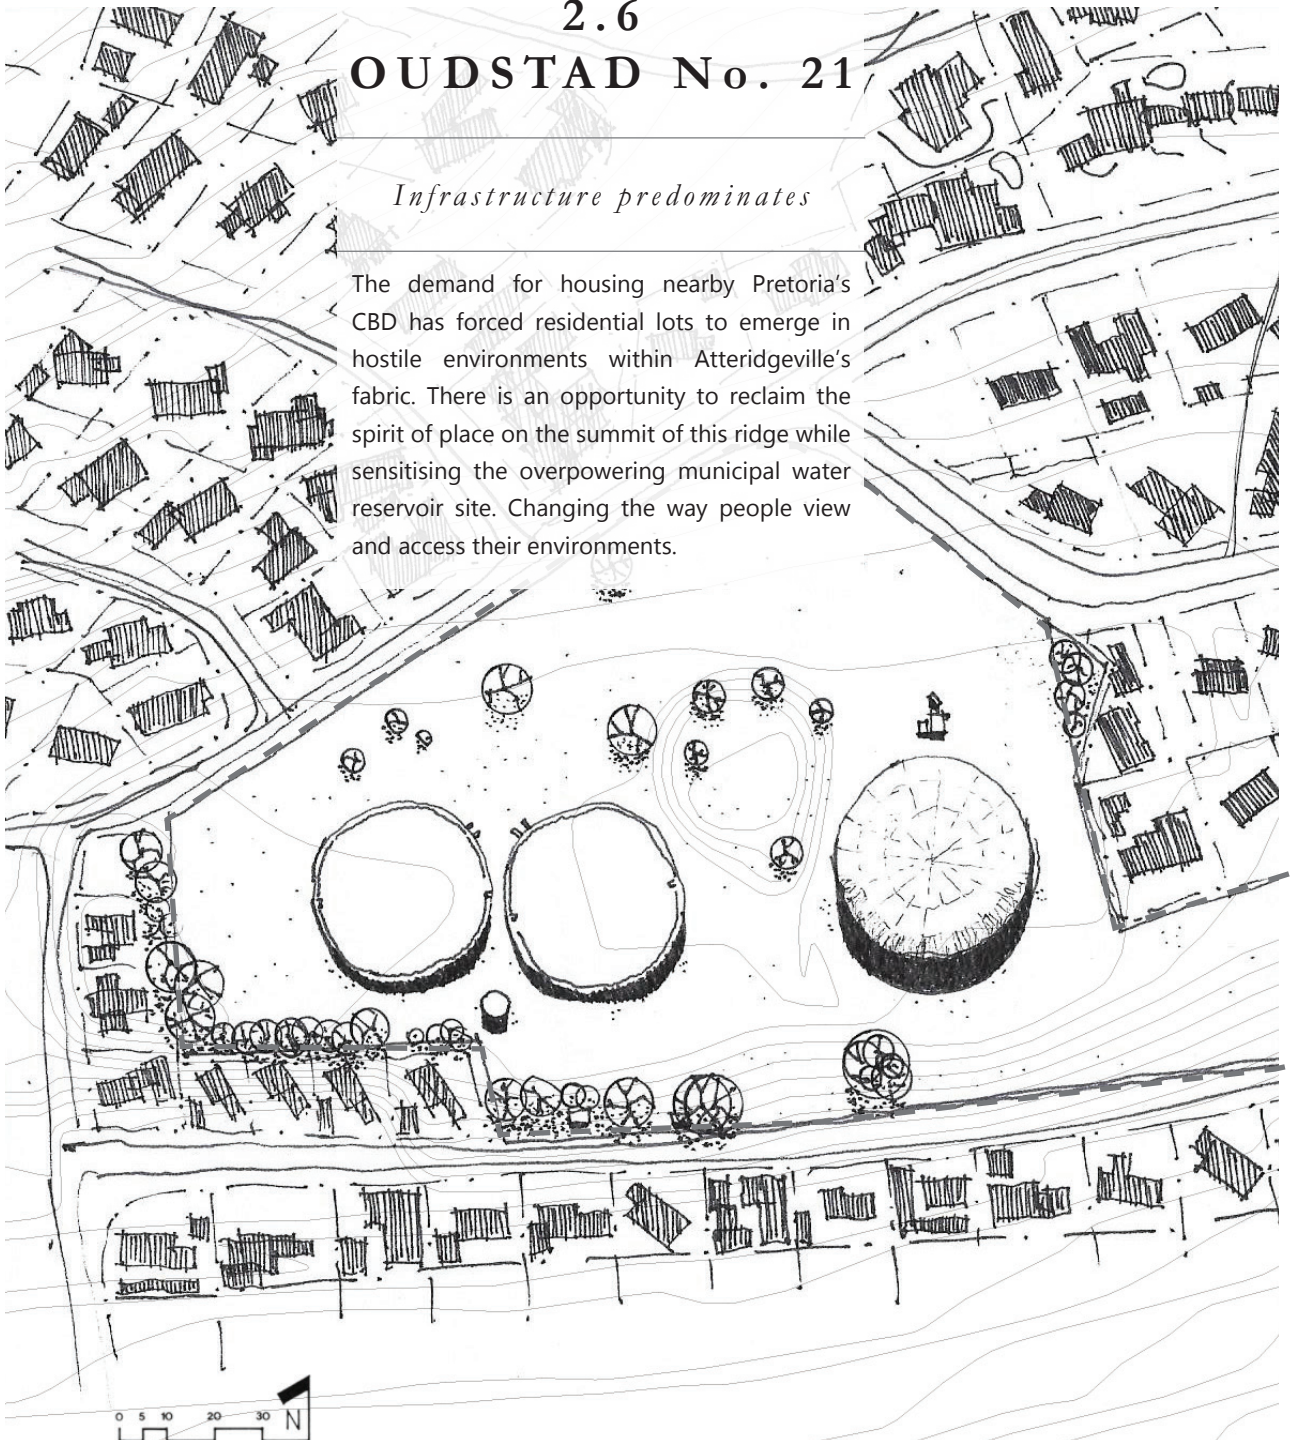 2.6
OUDSTAD No. 21
Infrastructure predominates
The demand for housing nearby Pretoria's
CBD has forced residential lots to emerge in
hostile environments within Atteridgeville's
fabric. There is an opportunity to reclaim the
spirit of place on the summit of this ridge while
sensitising the overpowering municipal water
reservoir site. Changing the way people view
and access their environments.
0 5 10 20 30 N